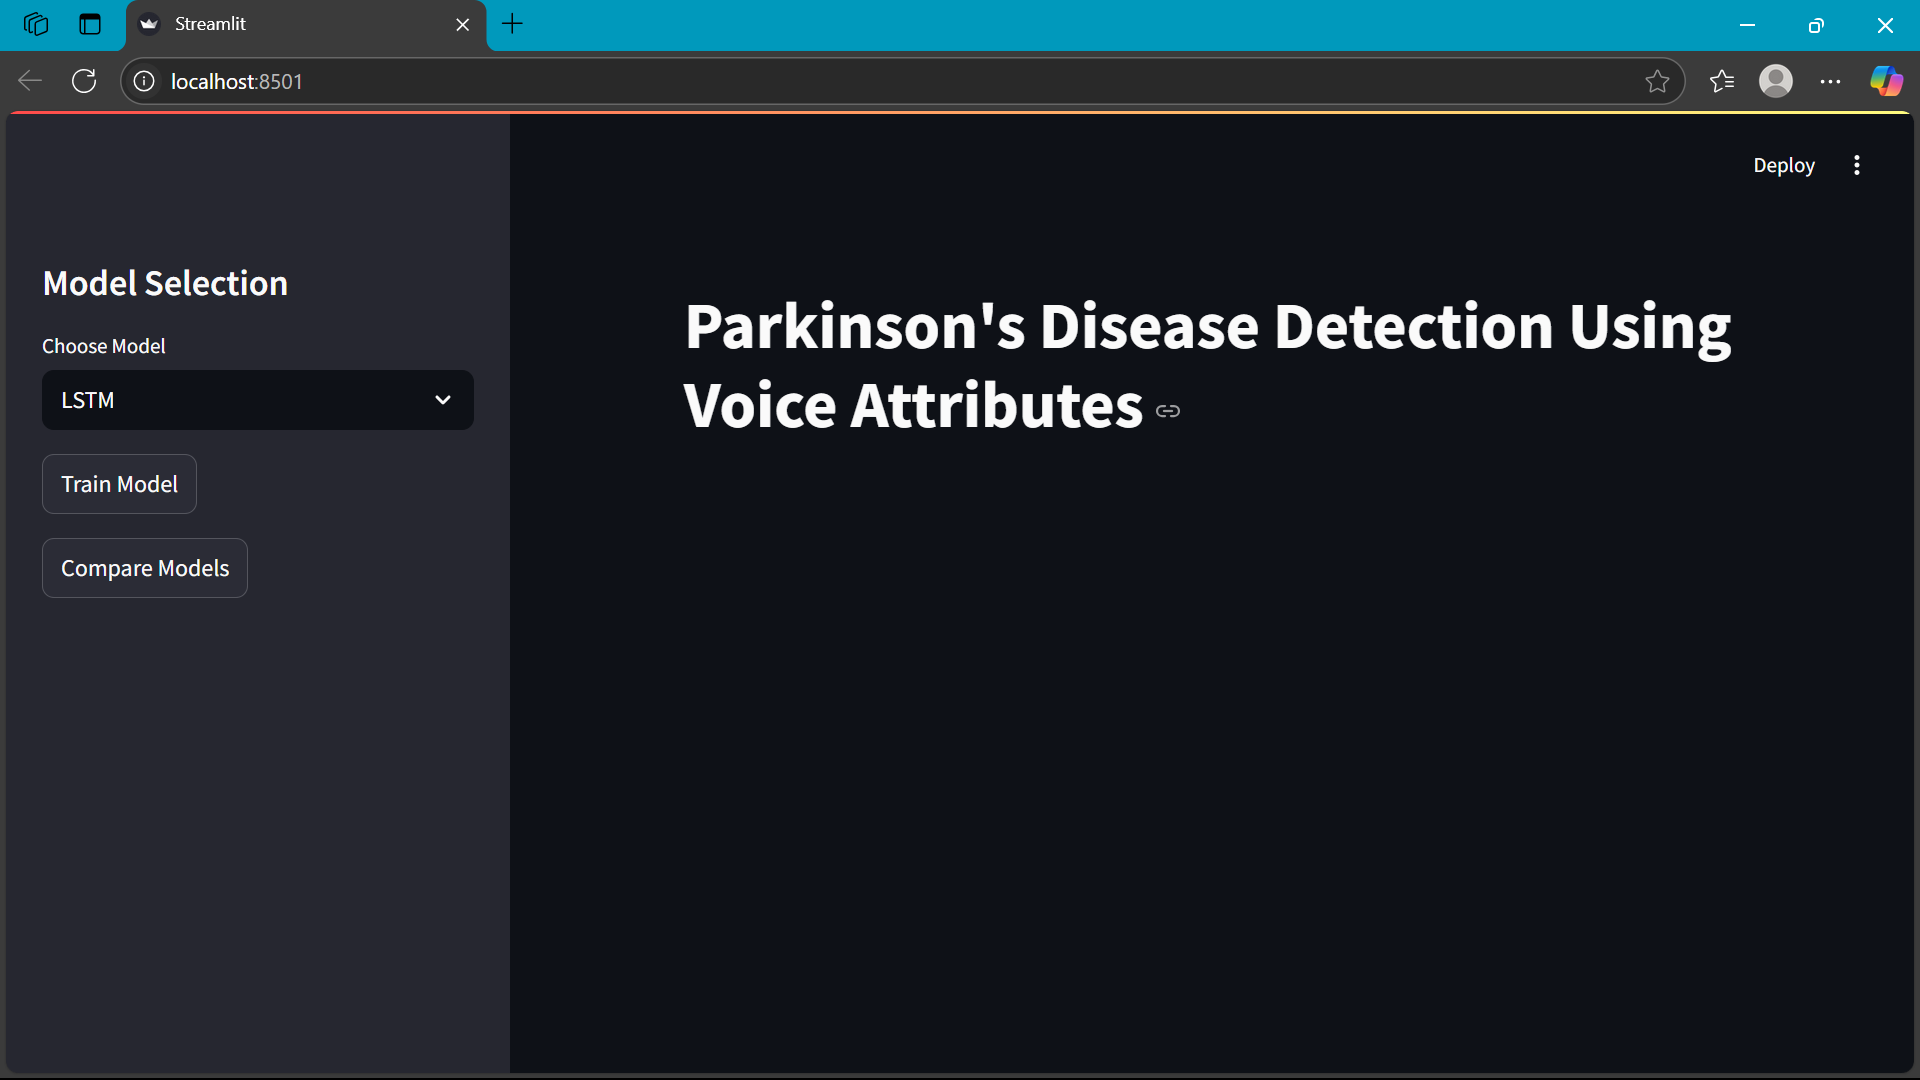 Streamlit
localhost:8501
Deploy
Model Selection
Choose Model
LSTM
Train Model
Compare Models
Parkinson's Disease Detection Using
Voice Attributes